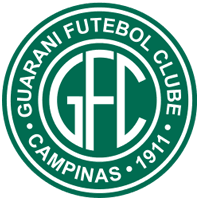 GUARANI FUTEBOL CLUBE
GFC
• CAMPINAS • 1911 •